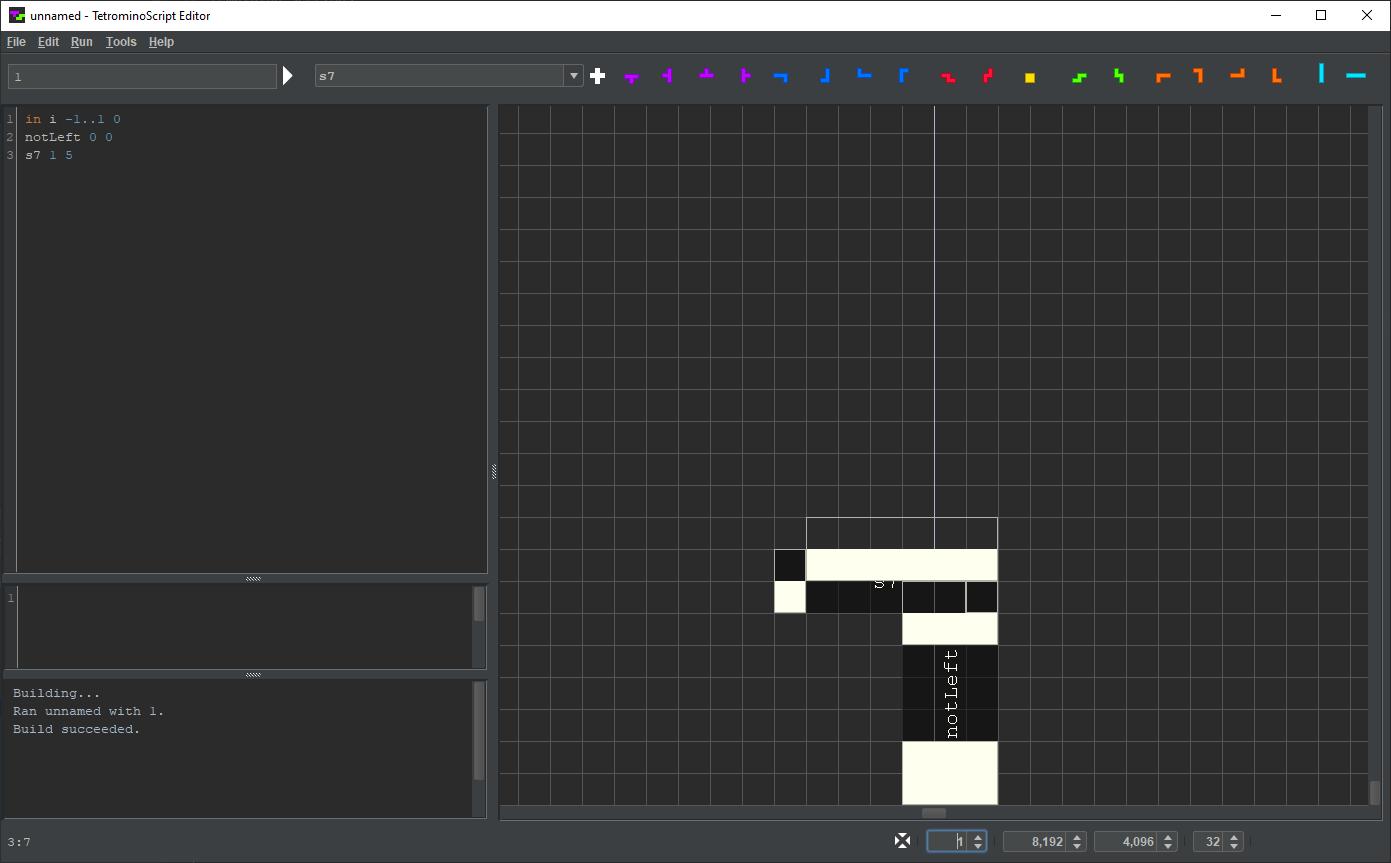 unnamed - TetrominoScript Editor
File Edit Run Tools Help
1 s7
1 in i -1..1 0
2 notLeft 0 0
3 s7 1 5
s7
notLeft
1
Building...
Ran unnamed with 1.
Build succeeded.
3:7 1 8,192 4,096 32